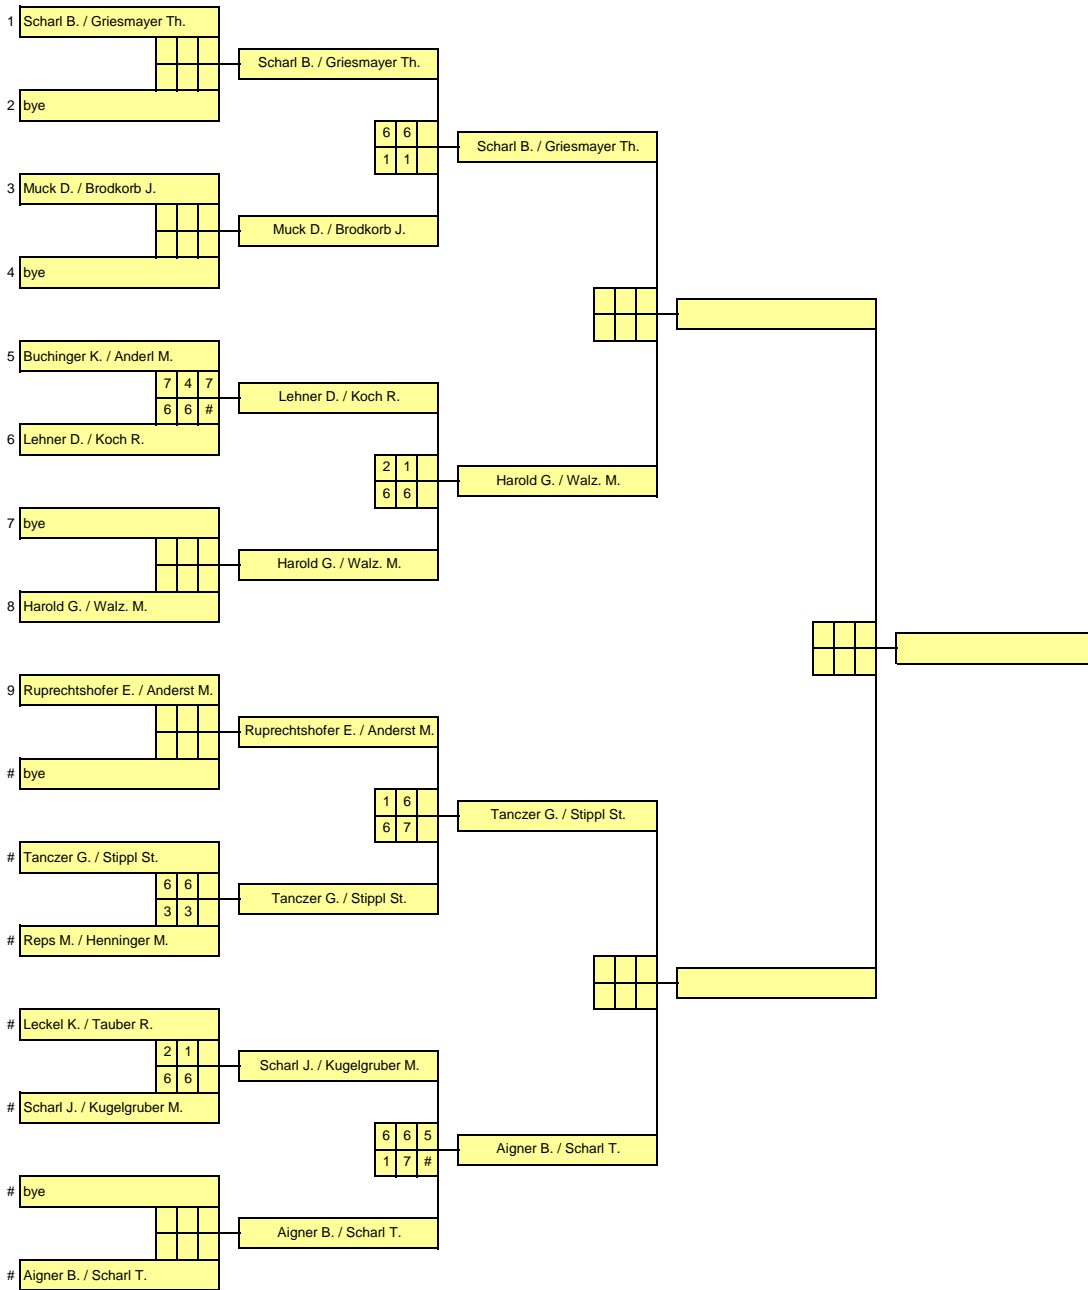 1 Scharl B. / Griesmayer Th.
Scharl B. / Griesmayer Th.
2 bye
6 6
1 1
Scharl B. / Griesmayer Th.
3 Muck D. / Brodkorb J.
Muck D. / Brodkorb J.
4 bye
5 Buchinger K. / Anderl M.
7 4 7
6 6 #
Lehner D. / Koch R.
6 Lehner D. / Koch R.
2 1
6 6
Harold G. / Walz. M.
7 bye
Harold G. / Walz. M.
8 Harold G. / Walz. M.
9 Ruprechtshofer E. / Anderst M.
Ruprechtshofer E. / Anderst M.
# bye
1 6
6 7
Tanczer G. / Stippl St.
# Tanczer G. / Stippl St.
6 6
3 3
Tanczer G. / Stippl St.
# Reps M. / Henninger M.
# Leckel K. / Tauber R.
2 1
6 6
Scharl J. / Kugelgruber M.
# Scharl J. / Kugelgruber M.
6 6 5
1 7 #
Aigner B. / Scharl T.
# bye
Aigner B. / Scharl T.
# Aigner B. / Scharl T.